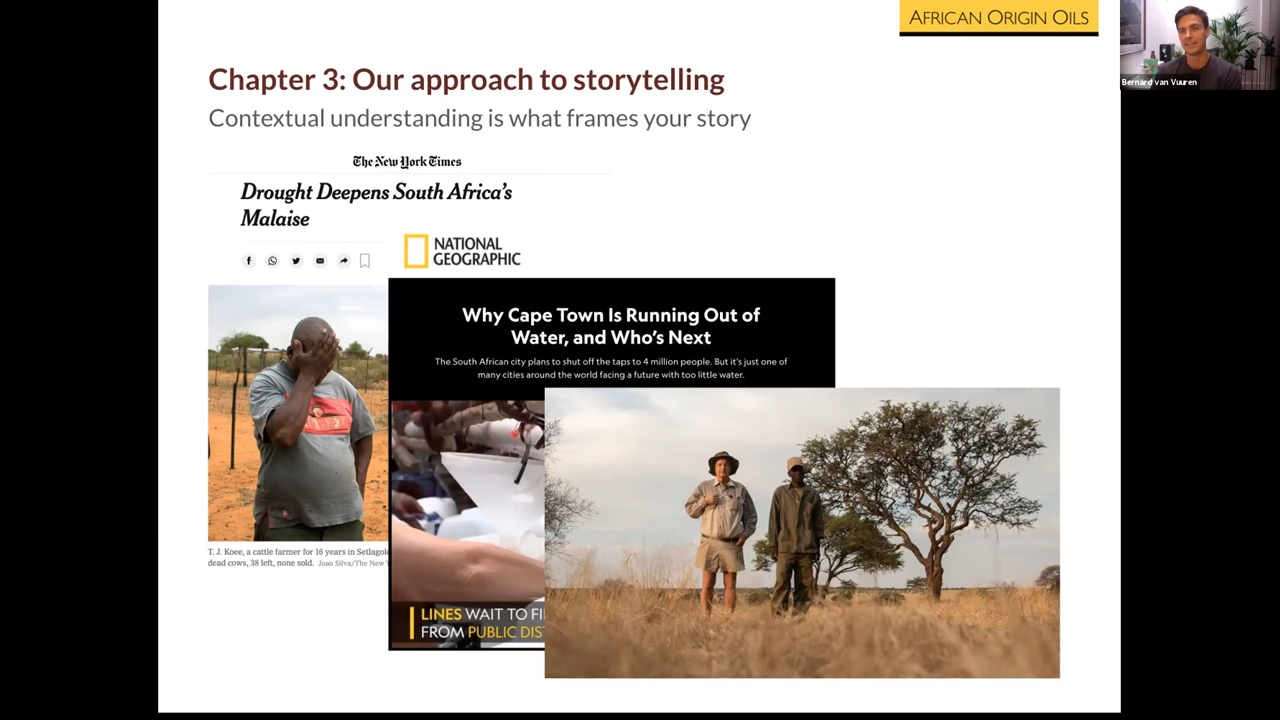 AFRICAN ORIGIN OILS
Bernard van Vuuren
Chapter 3: Our approach to storytelling
Contextual understanding is what frames your story
The New York Times
Drought Deepens South Africa's
Malaise
NATIONAL
GEOGRAPHIC
Why Cape Town Is Running Out of
Water, and Who's Next
The South African city plans to shut off the taps to 4 million people. But it's just one of
many cities around the world facing a future with too little water.
T. J. Koee, a cattle farmer for 16 years in
dead cows, 38 left, none sold. Joao Silva/The New
LINES WAIT TO
FROM PUBLIC